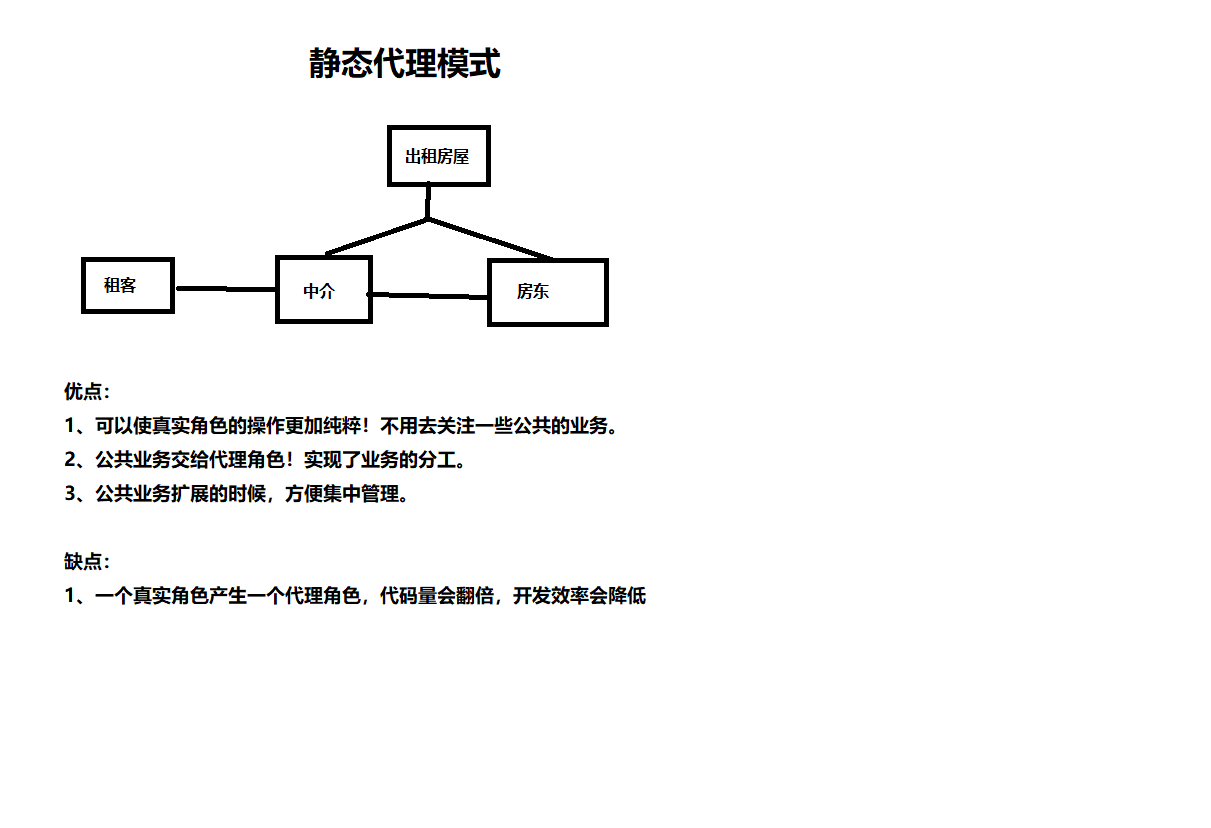 静态代理模式
出租房屋
租客
中介
房东
优点：
1、可以使真实角色的操作更加纯粹！不用去关注一些公共的业务。
2、公共业务交给代理角色！实现了业务的分工。
3、公共业务扩展的时候，方便集中管理。
缺点：
1、一个真实角色产生一个代理角色，代码量会翻倍，开发效率会降低